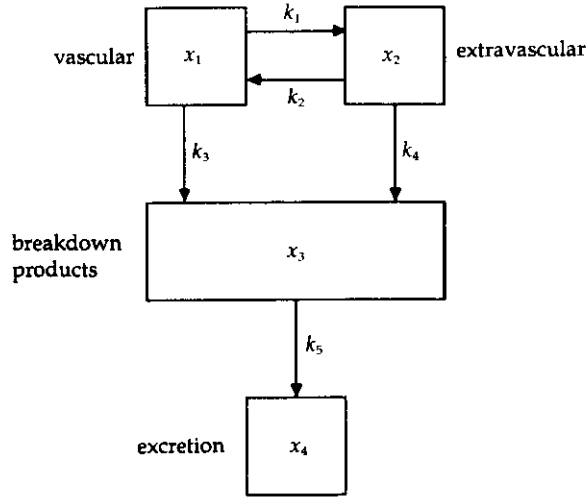 k₁
vascular
x₁
x₂
extravascular
k₂
k₃
k₄
breakdown
products
x₃
k₅
excretion
x₄